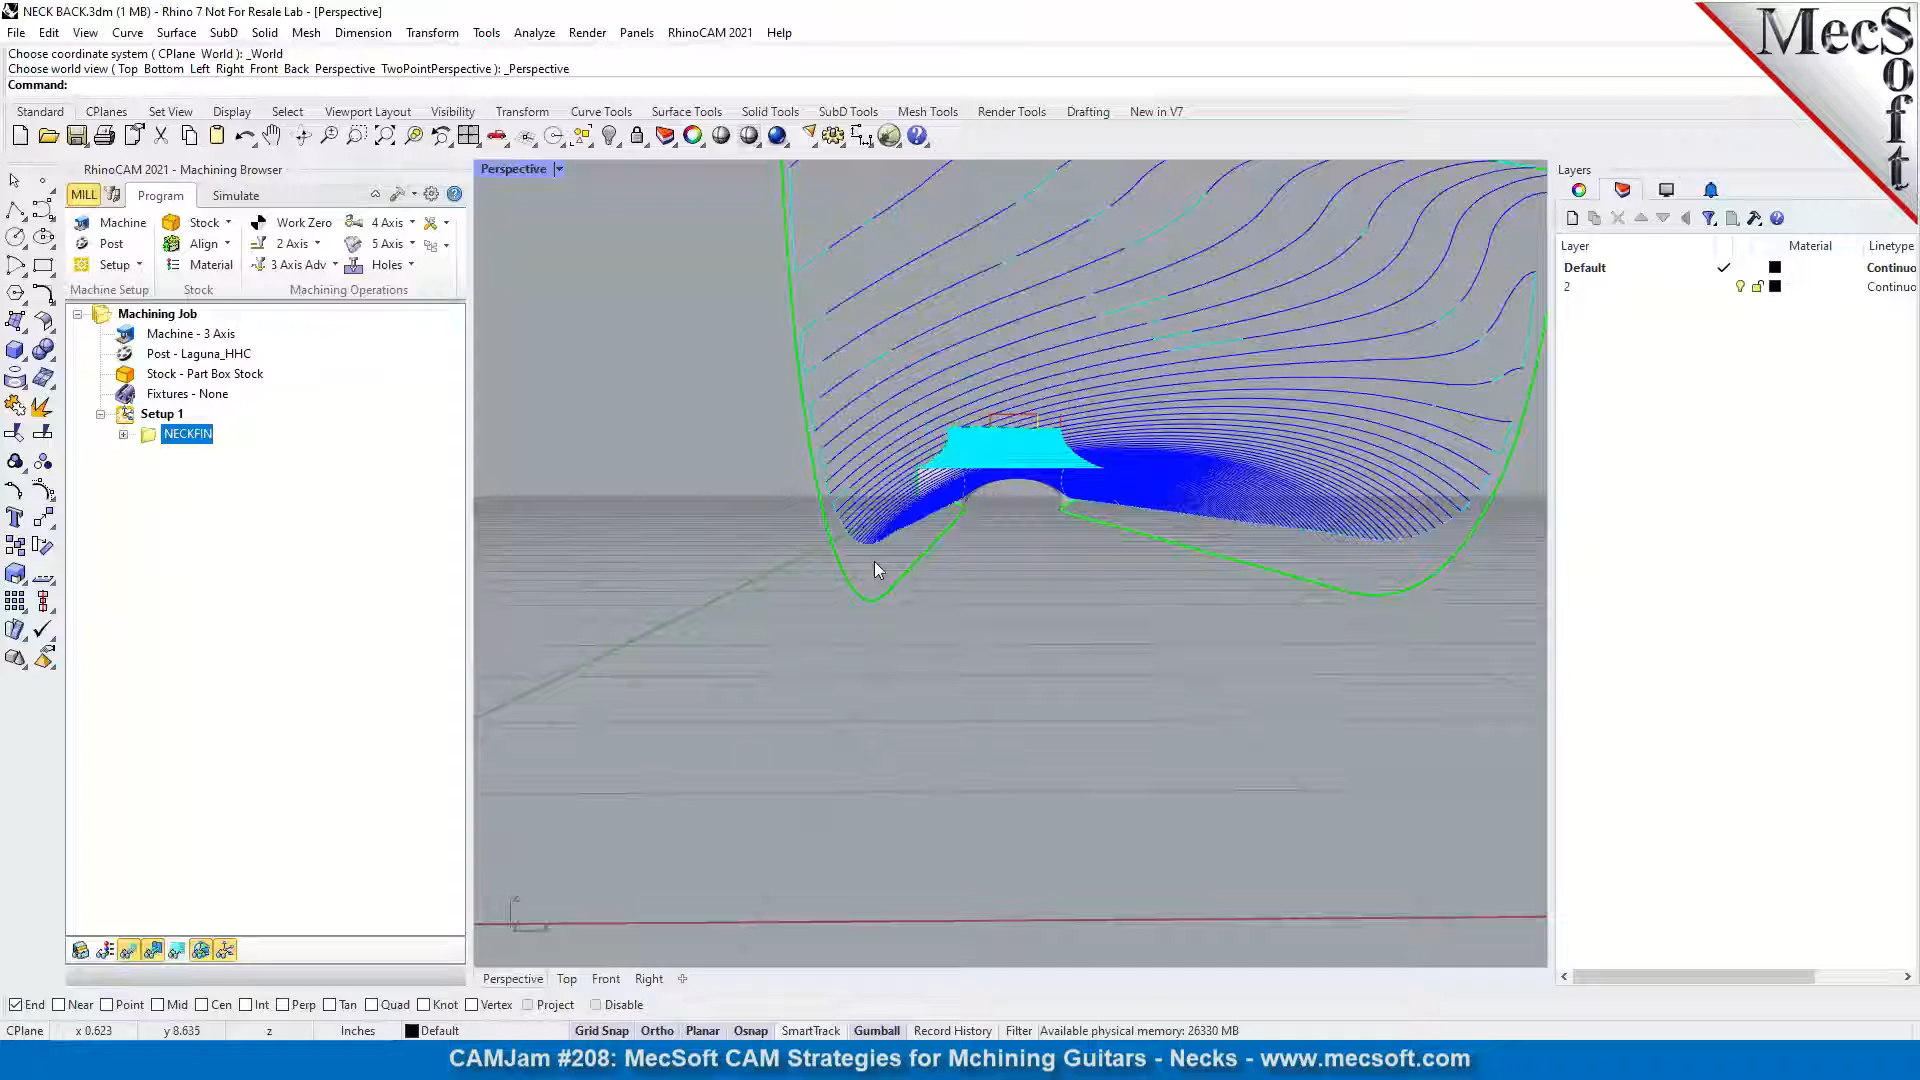 NECK BACK.3dm (1 MB) - Rhino 7 Not For Resale Lab - [Perspective]
File Edit View Curve Surface SubD Solid Mesh Dimension Transform Tools Analyze Render Panels RhinoCAM 2021 Help
Choose coordinate system ( CPlane World ): _World
Choose world view ( Top Bottom Left Right Front Back Perspective TwoPointPerspective ): _Perspective
Command:
Standard CPlanes Set View Display Select Viewport Layout Visibility Transform Curve Tools Surface Tools Solid Tools SubD Tools Mesh Tools Render Tools Drafting New in V7
MecSoft
RhinoCAM 2021 - Machining Browser
MILL Program Simulate
Machine Stock Work Zero 4 Axis
Post Align 2 Axis 5 Axis
Setup Material 3 Axis Adv Holes
Machine Setup Stock Machining Operations
Machining Job
Machine - 3 Axis
Post - Laguna_HHC
Stock - Part Box Stock
Fixtures - None
Setup 1
NECKFIN
Perspective
Layers
Layer Material Linetype
Default Continuo
2 Continuo
Perspective Top Front Right
End Near Point Mid Cen Int Perp Tan Quad Knot Vertex Project Disable
CPlane x 0.623 y 8.635 z Inches Default Grid Snap Ortho Planar Osnap SmartTrack Gumball Record History Filter Available physical memory: 26330 MB
CAMJam #208: MecSoft CAM Strategies for Mchining Guitars - Necks - www.mecsoft.com